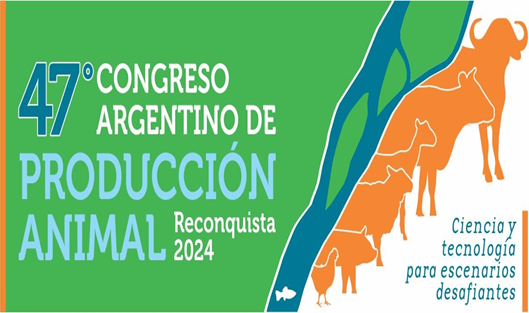 47° CONGRESO
ARGENTINO DE
PRODUCCIÓN
ANIMAL Reconquista
2024
Ciencia y
tecnología
para escenarios
desafiantes